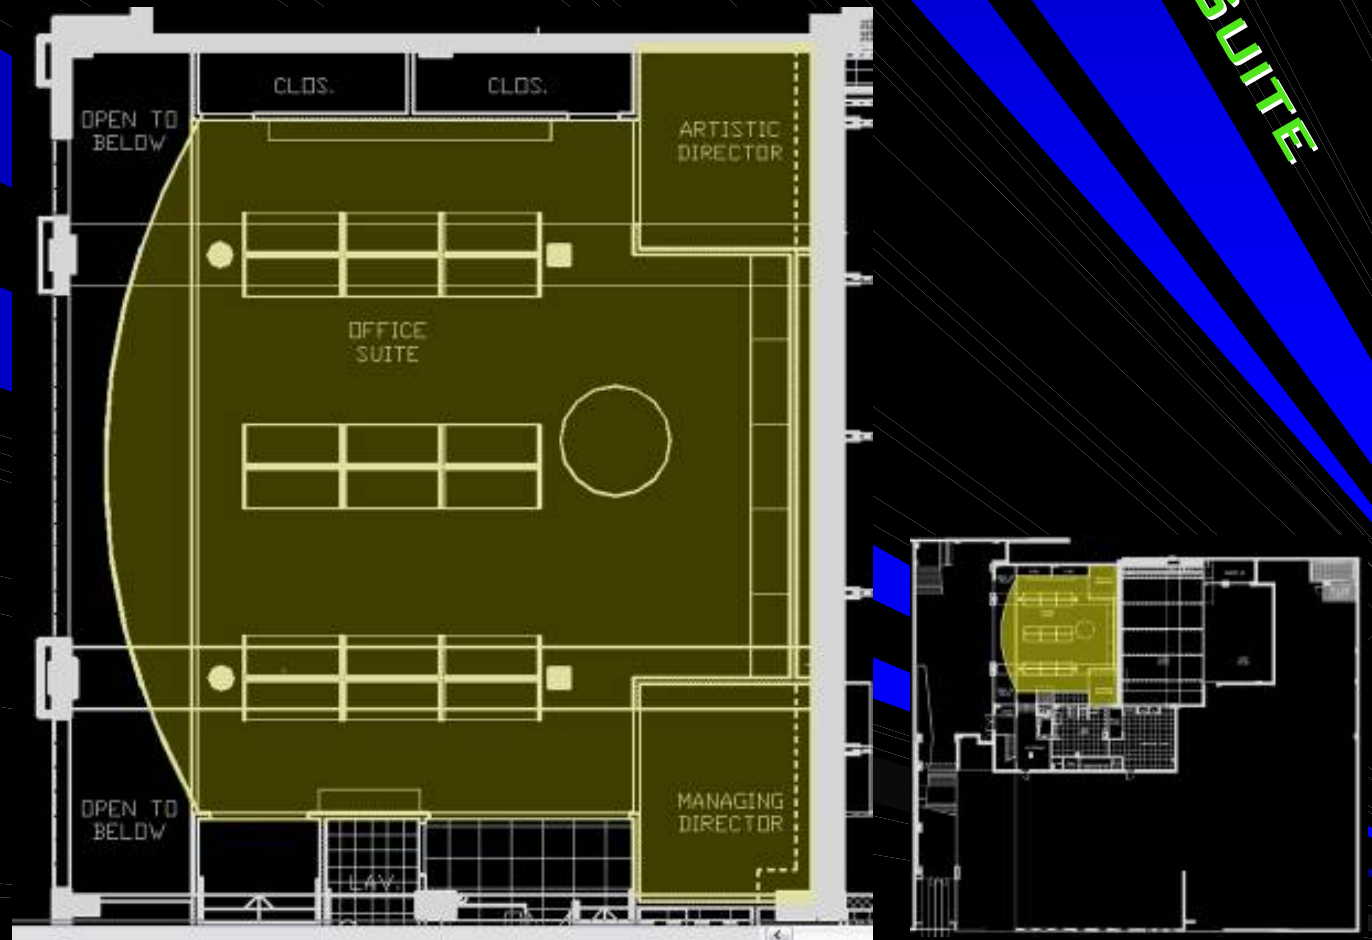 CLOS.
CLOS.
OPEN TO
BELOW
ARTISTIC
DIRECTOR
SUITE
OFFICE
SUITE
OPEN TO
BELOW
MANAGING
DIRECTOR
LAV.